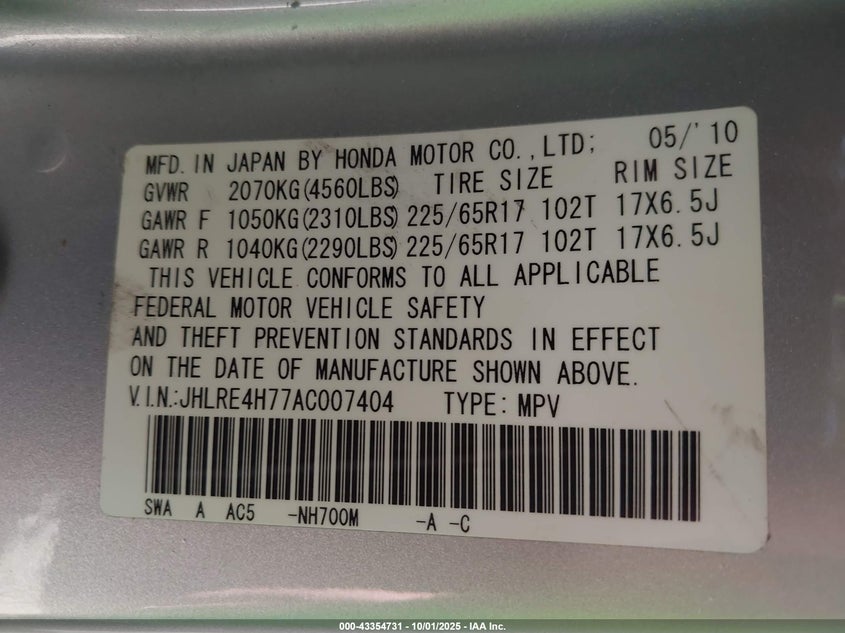 MFD. IN JAPAN BY HONDA MOTOR CO.,LTD; 05/'10
GVWR 2070KG(4560LBS) TIRE SIZE RIM SIZE
GAWR F 1050KG(2310LBS) 225/65R17 102T 17X6.5J
GAWR R 1040KG(2290LBS) 225/65R17 102T 17X6.5J
THIS VEHICLE CONFORMS TO ALL APPLICABLE
FEDERAL MOTOR VEHICLE SAFETY
AND THEFT PREVENTION STANDARDS IN EFFECT
ON THE DATE OF MANUFACTURE SHOWN ABOVE.
V.I.N.:JHLRE4H77AC007404 TYPE: MPV
SWA A AC5 -NH700M -A -C
000-43354731 - 10/01/2025 - IAA Inc.